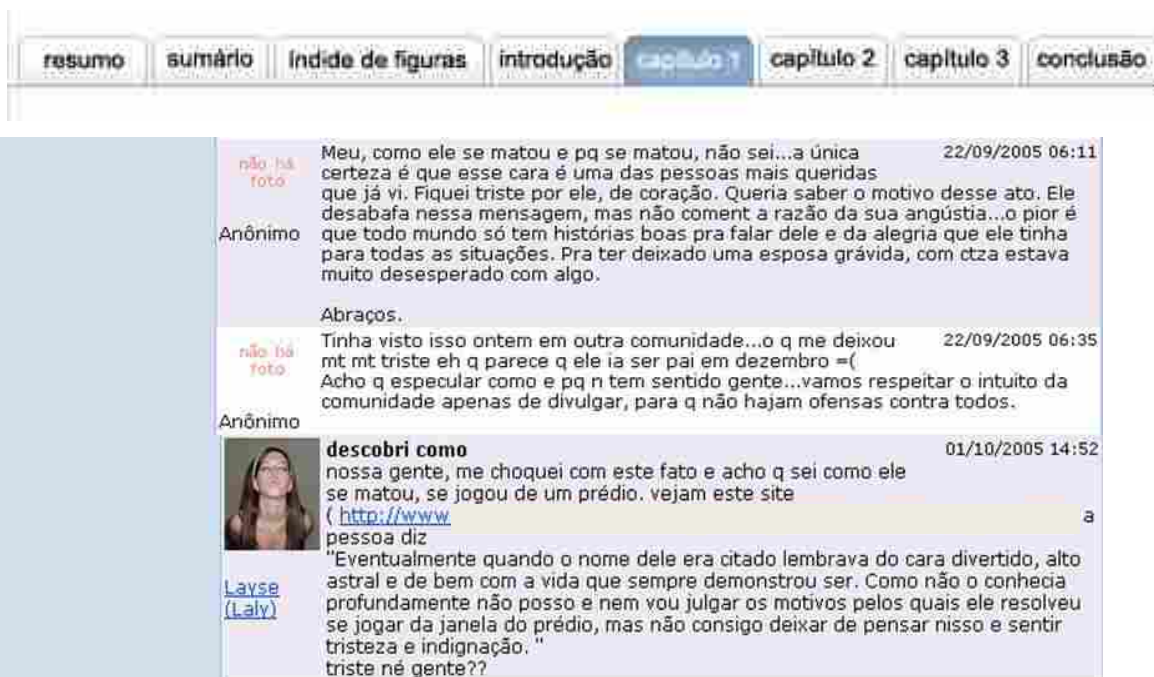 resumo sumário índide de figuras introdução capítulo 1 capítulo 2 capítulo 3 conclusão
não há
foto
Anônimo
Meu, como ele se matou e pq se matou, não sei...a única
22/09/2005 06:11
certeza é que esse cara é uma das pessoas mais queridas
que já vi. Fiquei triste por ele, de coração. Queria saber o motivo desse ato. Ele
desabafa nessa mensagem, mas não coment a razão da sua angústia...o pior é
que todo mundo só tem histórias boas pra falar dele e da alegria que ele tinha
para todas as situações. Pra ter deixado uma esposa grávida, com ctza estava
muito desesperado com algo.
Abraços.
não há
foto
Anônimo
Tinha visto isso ontem em outra comunidade...o q me deixou
22/09/2005 06:35
mt mt triste eh q parece q ele ia ser pai em dezembro =(
Acho q especular como e pq n tem sentido gente...vamos respeitar o intuito da
comunidade apenas de divulgar, para q não hajam ofensas contra todos.
Layse
(Laly)
descobri como
01/10/2005 14:52
nossa gente, me choquei com este fato e acho q sei como ele
se matou, se jogou de um prédio. vejam este site
( http://www a
pessoa diz
"Eventualmente quando o nome dele era citado lembrava do cara divertido, alto
astral e de bem com a vida que sempre demonstrou ser. Como não o conhecia
profundamente não posso e nem vou julgar os motivos pelos quais ele resolveu
se jogar da janela do prédio, mas não consigo deixar de pensar nisso e sentir
tristeza e indignação. "
triste né gente??